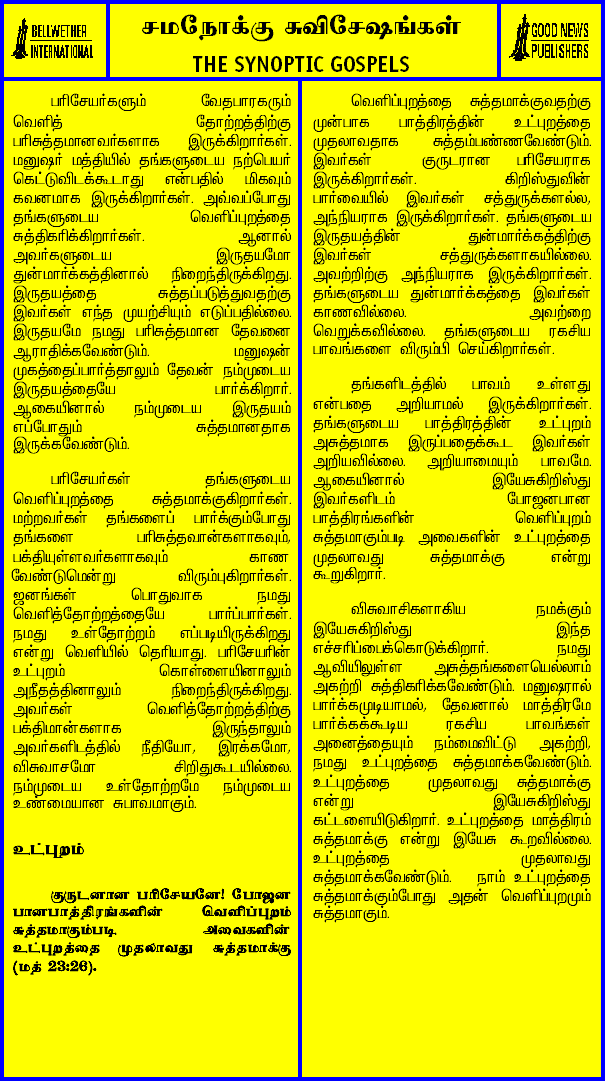 BELLWETHER
INTERNATIONAL
சமநோக்கு சுவிசேஷங்கள்
THE SYNOPTIC GOSPELS
GOOD NEWS
PUBLISHERS
பரிசேயர்களும் வேதபாரகரும்
வெளித் தோற்றத்திற்கு
பரிசுத்தமானவர்களாக இருக்கிறார்கள்.
மனுஷர் மத்தியில் தங்களுடைய நற்பெயர்
கெட்டுவிடக்கூடாது என்பதில் மிகவும்
கவனமாக இருக்கிறார்கள். அவ்வப்போது
தங்களுடைய வெளிப்புறத்தை
சுத்திகரிக்கிறார்கள். ஆனால்
அவர்களுடைய இருதயமோ
துன்மார்க்கத்தினால் நிறைந்திருக்கிறது.
இருதயத்தை சுத்தப்படுத்துவதற்கு
இவர்கள் எந்த முயற்சியும் எடுப்பதில்லை.
இருதயமே நமது பரிசுத்தமான தேவனை
ஆராதிக்கவேண்டும். மனுஷன்
முகத்தைப்பார்த்தாலும் தேவன் நம்முடைய
இருதயத்தையே பார்க்கிறார்.
ஆகையினால் நம்முடைய இருதயம்
எப்போதும் சுத்தமானதாக
இருக்கவேண்டும்.
பரிசேயர்கள் தங்களுடைய
வெளிப்புறத்தை சுத்தமாக்குகிறார்கள்.
மற்றவர்கள் தங்களைப் பார்க்கும்போது
தங்களை பரிசுத்தவான்களாகவும்,
பக்தியுள்ளவர்களாகவும் காண
வேண்டுமென்று விரும்புகிறார்கள்.
ஜனங்கள் பொதுவாக நமது
வெளித்தோற்றத்தையே பார்ப்பார்கள்.
நமது உள்தோற்றம் எப்படியிருக்கிறது
என்று வெளியில் தெரியாது. பரிசேயரின்
உட்புறம் கொள்ளையினாலும்
அநீதத்தினாலும் நிறைந்திருக்கிறது.
அவர்கள் வெளித்தோற்றத்திற்கு
பக்திமான்களாக இருந்தாலும்
அவர்களிடத்தில் நீதியோ, இரக்கமோ,
விசுவாசமோ சிறிதுகூடயில்லை.
நம்முடைய உள்தோற்றமே நம்முடைய
உண்மையான சுபாவமாகும்.
உட்புறம்
குருடனான பரிசேயனே! போஜன
பானபாத்திரங்களின் வெளிப்புறம்
சுத்தமாகும்படி, அவைகளின்
உட்புறத்தை முதலாவது சுத்தமாக்கு
(மத் 23:26).
வெளிப்புறத்தை சுத்தமாக்குவதற்கு
முன்பாக பாத்திரத்தின் உட்புறத்தை
முதலாவதாக சுத்தம்பண்ணவேண்டும்.
இவர்கள் குருடரான பரிசேயராக
இருக்கிறார்கள். கிறிஸ்துவின்
பார்வையில் இவர்கள் சத்துருக்களல்ல,
அந்நியராக இருக்கிறார்கள். தங்களுடைய
இருதயத்தின் துன்மார்க்கத்திற்கு
இவர்கள் சத்துருக்களாகயில்லை.
அவற்றிற்கு அந்நியராக இருக்கிறார்கள்.
தங்களுடைய துன்மார்க்கத்தை இவர்கள்
காணவில்லை. அவற்றை
வெறுக்கவில்லை. தங்களுடைய ரகசிய
பாவங்களை விரும்பி செய்கிறார்கள்.
தங்களிடத்தில் பாவம் உள்ளது
என்பதை அறியாமல் இருக்கிறார்கள்.
தங்களுடைய பாத்திரத்தின் உட்புறம்
அசுத்தமாக இருப்பதைக்கூட இவர்கள்
அறியவில்லை. அறியாமையும் பாவமே.
ஆகையினால் இயேசுகிறிஸ்து
இவர்களிடம் போஜனபான
பாத்திரங்களின் வெளிப்புறம்
சுத்தமாகும்படி அவைகளின் உட்புறத்தை
முதலாவது சுத்தமாக்கு என்று
கூறுகிறார்.
விசுவாசிகளாகிய நமக்கும்
இயேசுகிறிஸ்து இந்த
எச்சரிப்பைக்கொடுக்கிறார். நமது
ஆவியிலுள்ள அசுத்தங்களையெல்லாம்
அகற்றி சுத்திகரிக்கவேண்டும். மனுஷரால்
பார்க்கமுடியாமல், தேவனால் மாத்திரமே
பார்க்கக்கூடிய ரகசிய பாவங்கள்
அனைத்தையும் நம்மைவிட்டு அகற்றி,
நமது உட்புறத்தை சுத்தமாக்கவேண்டும்.
உட்புறத்தை முதலாவது சுத்தமாக்கு
என்று இயேசுகிறிஸ்து
கட்டளையிடுகிறார். உட்புறத்தை மாத்திரம்
சுத்தமாக்கு என்று இயேசு கூறவில்லை.
உட்புறத்தை முதலாவது
சுத்தமாக்கவேண்டும். நாம் உட்புறத்தை
சுத்தமாக்கும்போது அதன் வெளிப்புறமும்
சுத்தமாகும்.